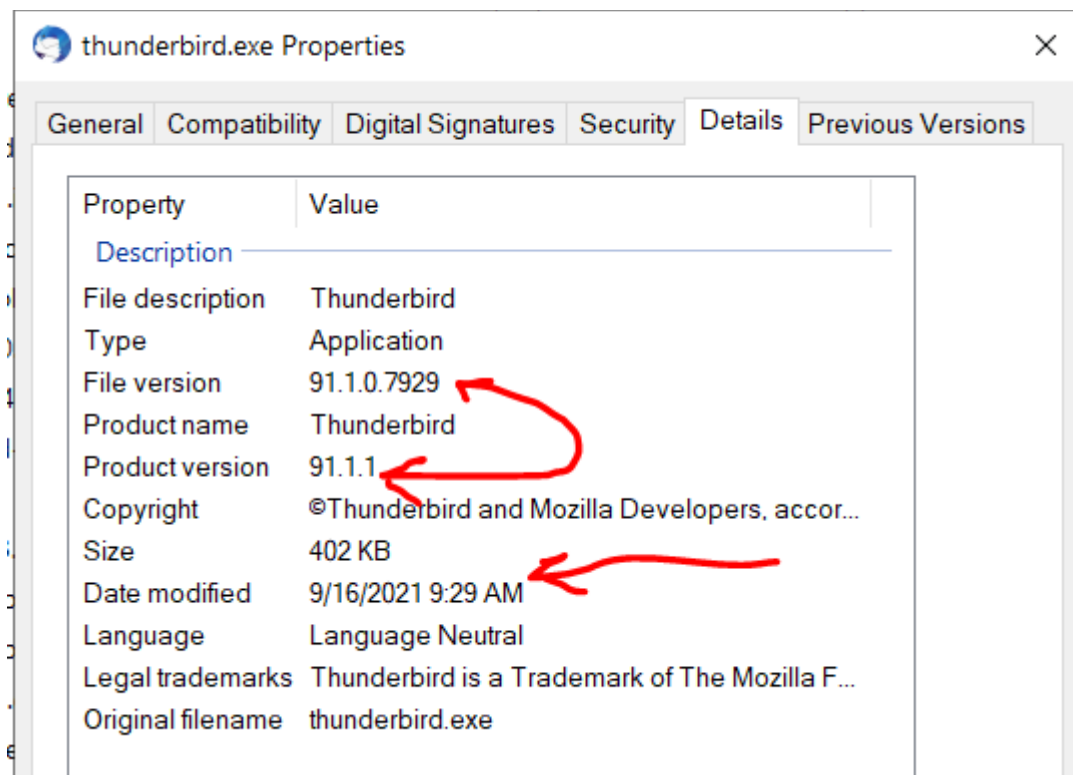 thunderbird.exe Properties
General Compatibility Digital Signatures Security Details Previous Versions
Property Value
Description
File description Thunderbird
Type Application
File version 91.1.0.7929
Product name Thunderbird
Product version 91.1.1
Copyright ©Thunderbird and Mozilla Developers, accor...
Size 402 KB
Date modified 9/16/2021 9:29 AM
Language Language Neutral
Legal trademarks Thunderbird is a Trademark of The Mozilla F...
Original filename thunderbird.exe